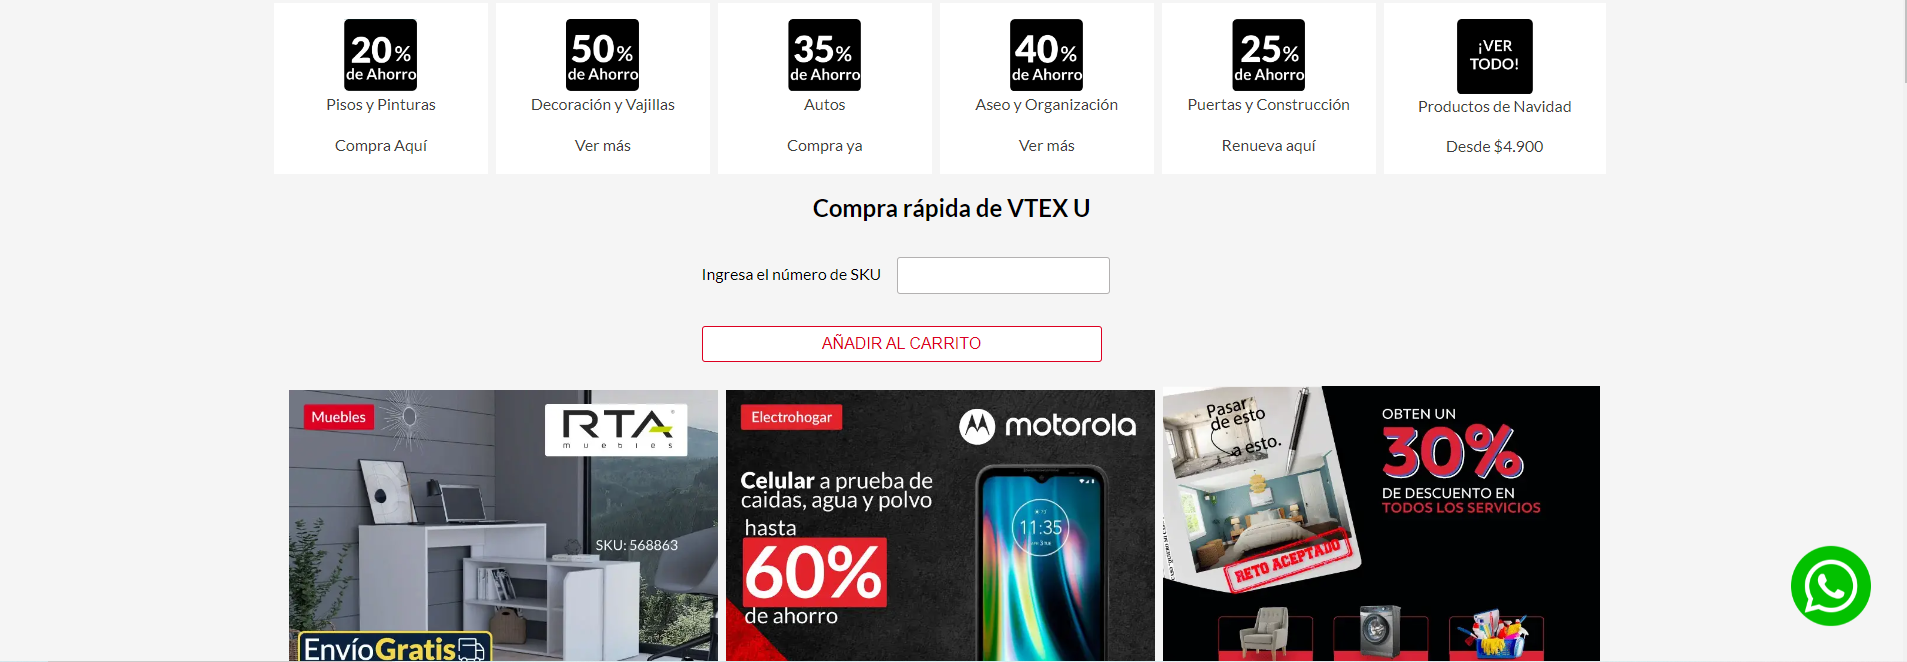 20%
de Ahorro
Pisos y Pinturas
Compra Aquí
50%
de Ahorro
Decoración y Vajillas
Ver más
35%
de Ahorro
Autos
Compra ya
40%
de Ahorro
Aseo y Organización
Ver más
25%
de Ahorro
Puertas y Construcción
Renueva aquí
¡VER
TODO!
Productos de Navidad
Desde $4.900
Compra rápida de VTEX U
Ingresa el número de SKU
AÑADIR AL CARRITO
Muebles
RTA
muebles
SKU: 568863
EnvíoGratis
Electrohogar
motorola
Celular a prueba de
caidas, agua y polvo
hasta
60%
de ahorro
11:35
Pasar
de esto
a esto.
RETO ACEPTADO
OBTEN UN
30%
DE DESCUENTO EN
TODOS LOS SERVICIOS